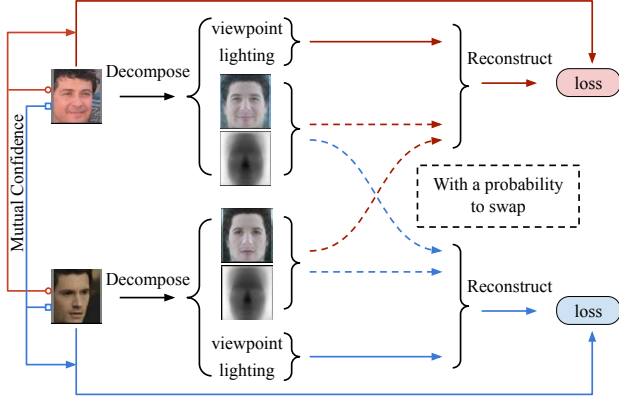 viewpoint
lighting
Decompose
Reconstruct
loss
Mutual Confidence
With a probability
to swap
Decompose
Reconstruct
loss
viewpoint
lighting